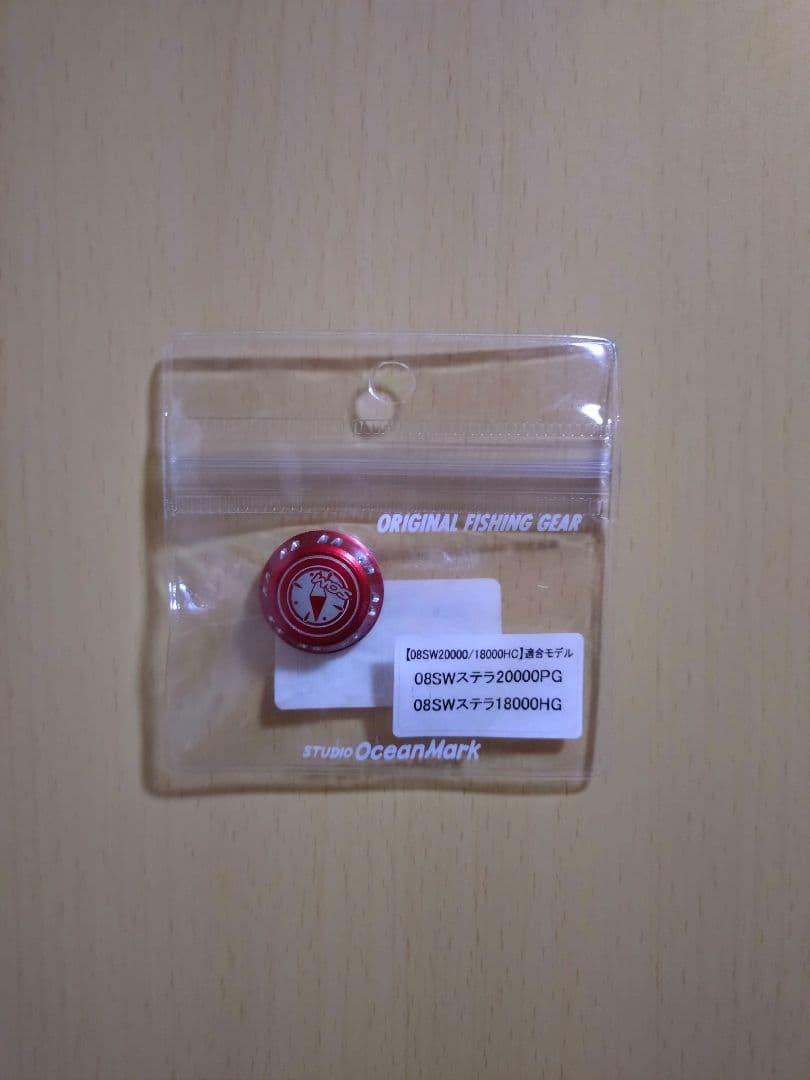 ORIGINAL FISHING GEAR
SOM
【08SW20000/18000HC】適合モデル
08SWステラ20000PG
08SWステラ18000HG
STUDIO OceanMark